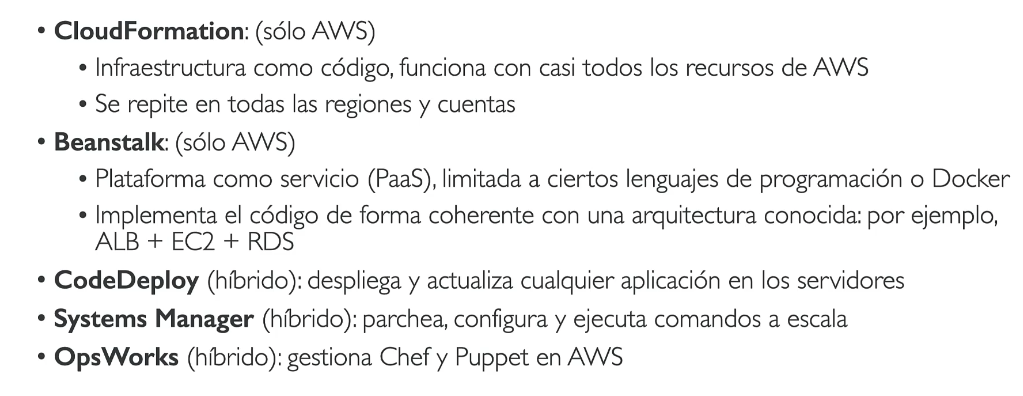 • CloudFormation: (sólo AWS)
• Infraestructura como código, funciona con casi todos los recursos de AWS
• Se repite en todas las regiones y cuentas
• Beanstalk: (sólo AWS)
• Plataforma como servicio (PaaS), limitada a ciertos lenguajes de programación o Docker
• Implementa el código de forma coherente con una arquitectura conocida: por ejemplo,
ALB + EC2 + RDS
• CodeDeploy (híbrido): despliega y actualiza cualquier aplicación en los servidores
• Systems Manager (híbrido): parchea, configura y ejecuta comandos a escala
• OpsWorks (híbrido): gestiona Chef y Puppet en AWS